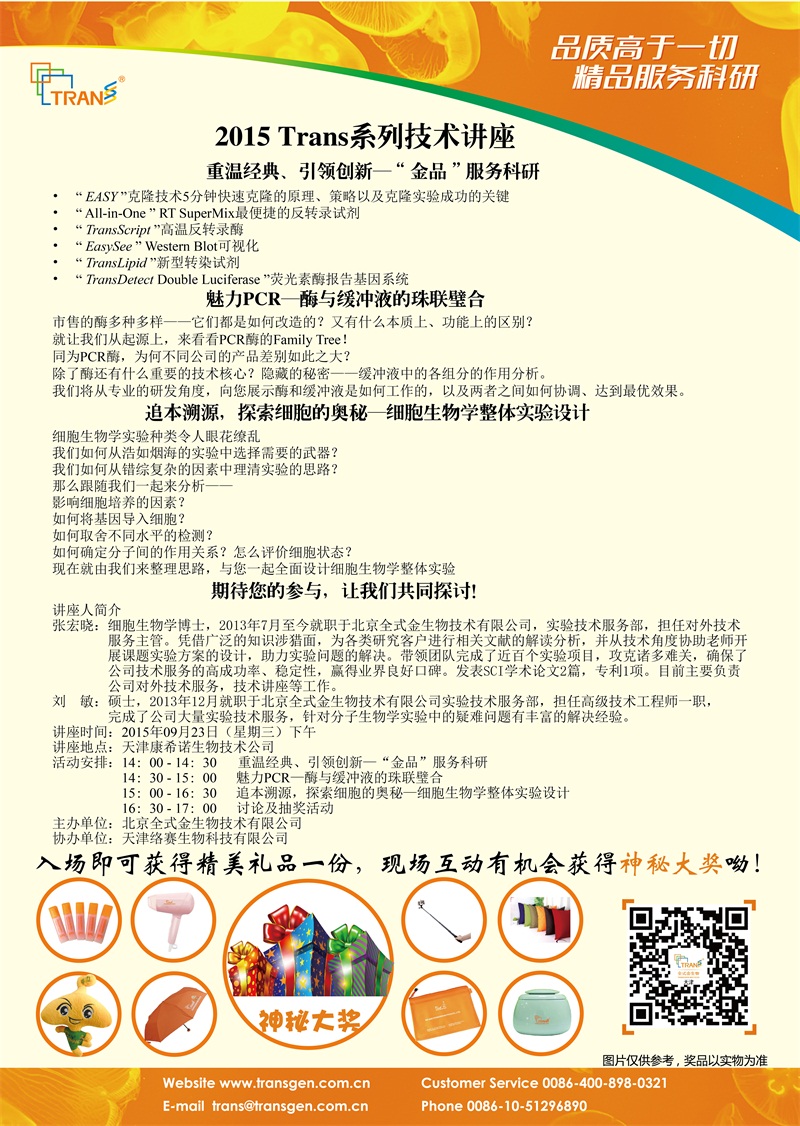 品质高于一切
精品服务科研
TRANS®
2015 Trans系列技术讲座
重温经典、引领创新—“金品”服务科研
• “ EASY ”克隆技术5分钟快速克隆的原理、策略以及克隆实验成功的关键
• “ All-in-One ” RT SuperMix最便捷的反转录试剂
• “ TransScript ”高温反转录酶
• “ EasySee ” Western Blot可视化
• “ TransLipid ”新型转染试剂
• “ TransDetect Double Luciferase ”荧光素酶报告基因系统
魅力PCR—酶与缓冲液的珠联璧合
市售的酶多种多样——它们都是如何改造的？又有什么本质上、功能上的区别？
就让我们从起源上，来看看PCR酶的Family Tree！
同为PCR酶，为何不同公司的产品差别如此之大？
除了酶还有什么重要的技术核心？隐藏的秘密——缓冲液中的各组分的作用分析。
我们将从专业的研发角度，向您展示酶和缓冲液是如何工作的，以及两者之间如何协调、达到最优效果。
追本溯源，探索细胞的奥秘—细胞生物学整体实验设计
细胞生物学实验种类令人眼花缭乱
我们如何从浩如烟海的实验中选择需要的武器？
我们如何从错综复杂的因素中理清实验的思路？
那么跟随我们一起来分析——
影响细胞培养的因素？
如何将基因导入细胞？
如何取舍不同水平的检测？
如何确定分子间的作用关系？怎么评价细胞状态？
现在就由我们来整理思路，与您一起全面设计细胞生物学整体实验
期待您的参与，让我们共同探讨！
讲座人简介
张宏晓：细胞生物学博士，2013年7月至今就职于北京全式金生物技术有限公司，实验技术服务部，担任对外技术
服务主管。凭借广泛的知识涉猎面，为各类研究客户进行相关文献的解读分析，并从技术角度协助老师开
展课题实验方案的设计，助力实验问题的解决。带领团队完成了近百个实验项目，攻克诸多难关，确保了
公司技术服务的高成功率、稳定性，赢得业界良好口碑。发表SCI学术论文2篇，专利1项。目前主要负责
公司对外技术服务，技术讲座等工作。
刘　敏：硕士，2013年12月就职于北京全式金生物技术有限公司实验技术服务部，担任高级技术工程师一职，
完成了公司大量实验技术服务，针对分子生物学实验中的疑难问题有丰富的解决经验。
讲座时间：2015年09月23日（星期三）下午
讲座地点：天津康希诺生物技术公司
活动安排：14：00 - 14：30 重温经典、引领创新—“金品”服务科研
14：30 - 15：00 魅力PCR—酶与缓冲液的珠联璧合
15：00 - 16：30 追本溯源，探索细胞的奥秘—细胞生物学整体实验设计
16：30 - 17：00 讨论及抽奖活动
主办单位：北京全式金生物技术有限公司
协办单位：天津络赛生物科技有限公司
入场即可获得精美礼品一份，现场互动有机会获得神秘大奖呦！
神秘大奖
TRANS
天津
图片仅供参考，奖品以实物为准
Website www.transgen.com.cn Customer Service 0086-400-898-0321
E-mail trans@transgen.com.cn Phone 0086-10-51296890